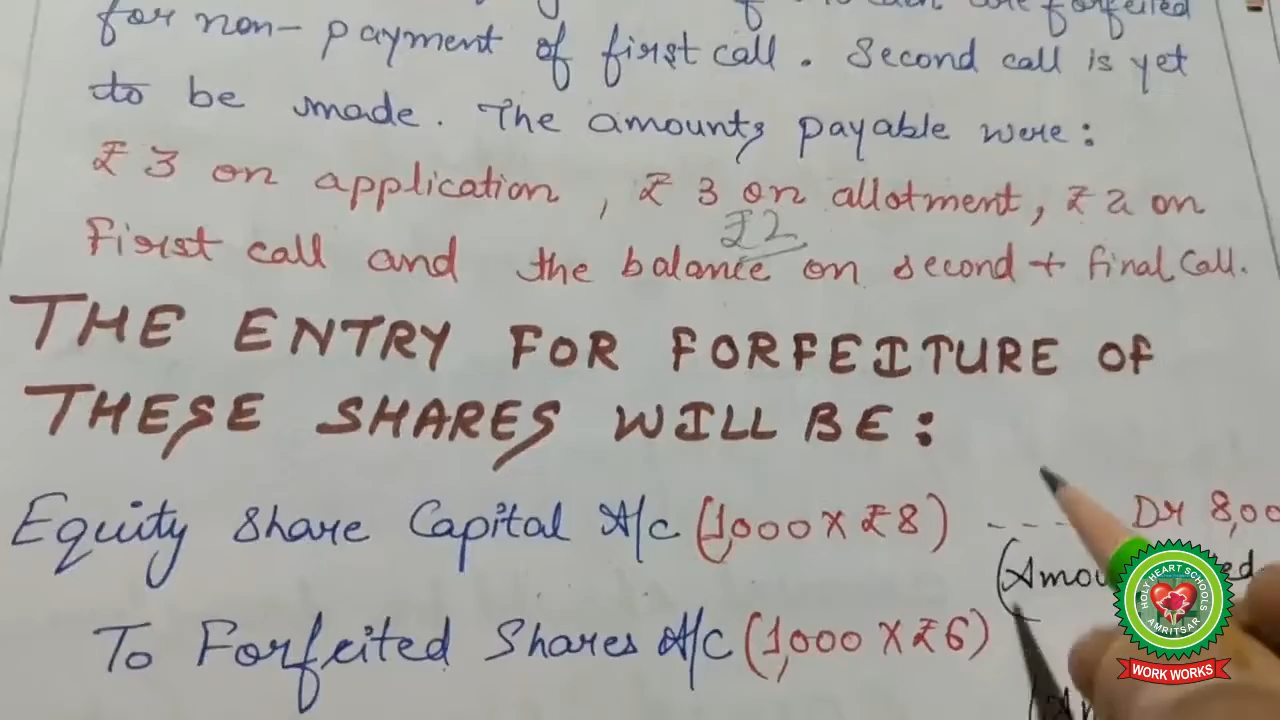 for non-payment of first call. Second call is yet
to be made. The amounts payable were:
₹ 3 on application, ₹ 3 on allotment, ₹ 2 on
₹2
First call and the balance on second + final call.
THE ENTRY FOR FORFEITURE OF
THESE SHARES WILL BE:
Equity Share Capital A/c (1,000 X ₹8) ---- Dr 8,00
To Forfeited Shares A/c (1,000 X ₹6)
HOLY HEART SCHOOLS
AMRITSAR
WORK WORKS